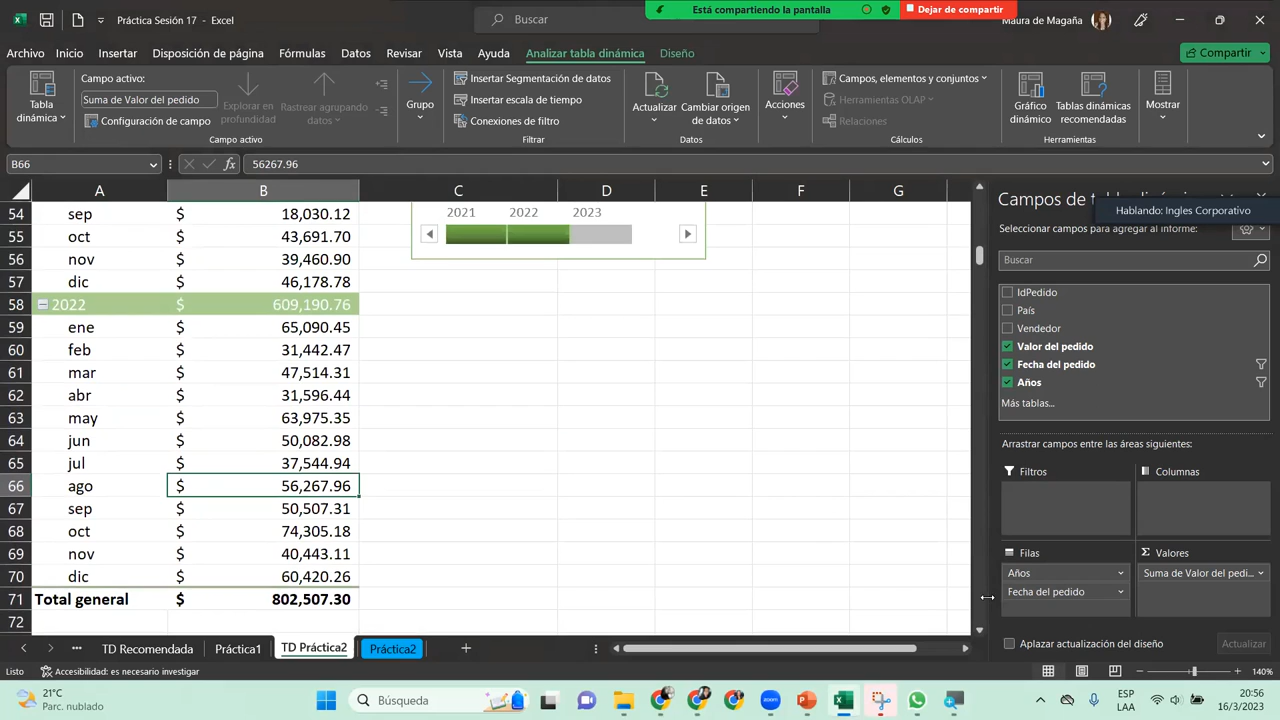 Práctica Sesión 17 - Excel
Buscar
Está compartiendo la pantalla
Dejar de compartir
Maura de Magaña
Archivo Inicio Insertar Disposición de página Fórmulas Datos Revisar Vista Ayuda Analizar tabla dinámica Diseño
Compartir
Tabla dinámica
Campo activo:
Suma de Valor del pedido
Configuración de campo
Explorar en profundidad
Rastrear agrupando datos
Campo activo
Grupo
Insertar Segmentación de datos
Insertar escala de tiempo
Conexiones de filtro
Filtrar
Actualizar
Cambiar origen de datos
Datos
Acciones
Campos, elementos y conjuntos
Herramientas OLAP
Relaciones
Cálculos
Gráfico dinámico
Tablas dinámicas recomendadas
Herramientas
Mostrar
B66
fx
56267.96
A B C D E F G
54 sep $ 18,030.12
55 oct $ 43,691.70
56 nov $ 39,460.90
57 dic $ 46,178.78
58 2022 $ 609,190.76
59 ene $ 65,090.45
60 feb $ 31,442.47
61 mar $ 47,514.31
62 abr $ 31,596.44
63 may $ 63,975.35
64 jun $ 50,082.98
65 jul $ 37,544.94
66 ago $ 56,267.96
67 sep $ 50,507.31
68 oct $ 74,305.18
69 nov $ 40,443.11
70 dic $ 60,420.26
71 Total general $ 802,507.30
72
2021 2022 2023
Campos de
Hablando: Ingles Corporativo
Seleccionar campos para agregar al informe:
Buscar
IdPedido
País
Vendedor
Valor del pedido
Fecha del pedido
Años
Más tablas...
Arrastrar campos entre las áreas siguientes:
Filtros
Columnas
Filas
Σ Valores
Años
Fecha del pedido
Suma de Valor del pedi...
Aplazar actualización del diseño
Actualizar
TD Recomendada Práctica1 TD Práctica2 Práctica2
Listo
Accesibilidad: es necesario investigar
140%
21°C
Parc. nublado
Búsqueda
zoom
ESP
LAA
20:56
16/3/2023